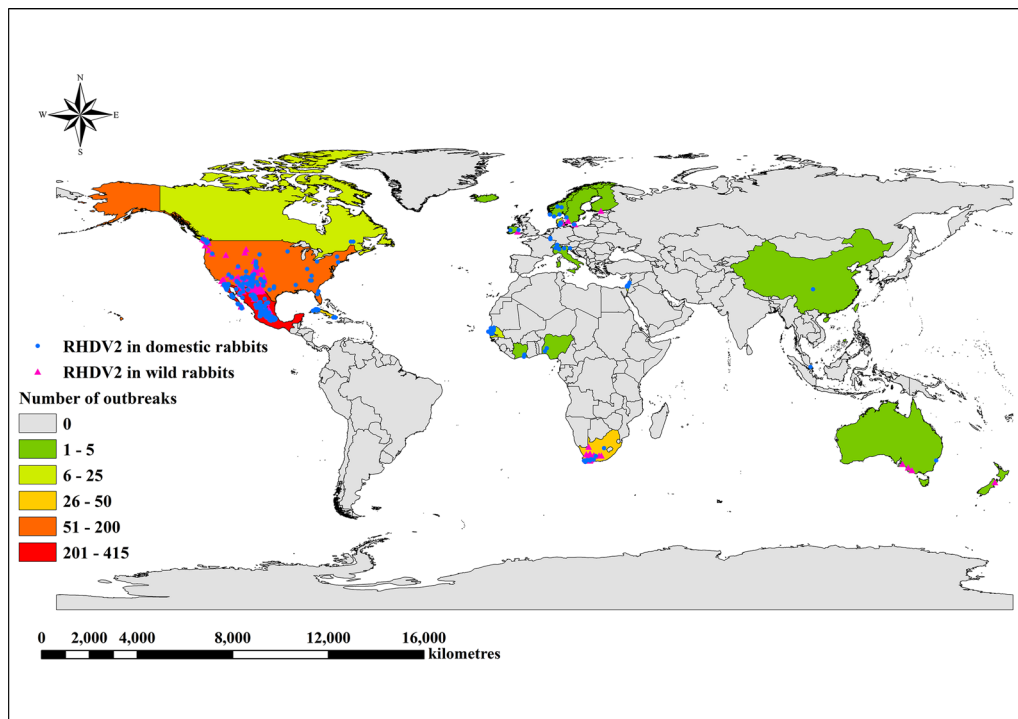 N
W E
S
RHDV2 in domestic rabbits
RHDV2 in wild rabbits
Number of outbreaks
0
1 - 5
6 - 25
26 - 50
51 - 200
201 - 415
0 2,000 4,000 8,000 12,000 16,000
kilometres